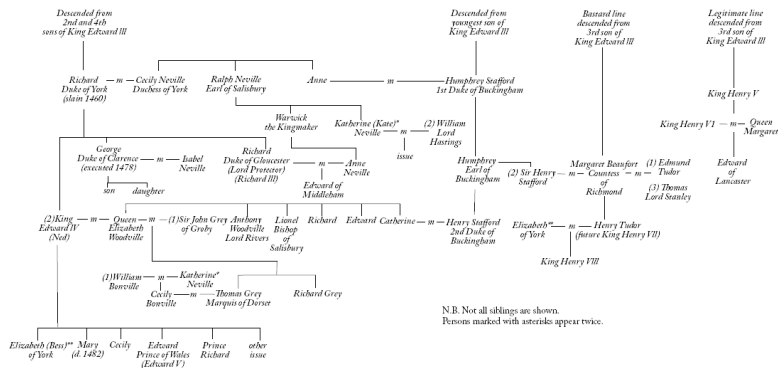 Descended from
2nd and 4th
sons of King Edward III
Descended from
youngest son of
King Edward III
Bastard line
descended from
3rd son of
King Edward III
Legitimate line
descended from
3rd son of
King Edward III
Richard
Duke of York
(slain 1460)
m
Cecily Neville
Duchess of York
Ralph Neville
Earl of Salisbury
Anne
m
Humphrey Stafford
1st Duke of Buckingham
King Henry V
Warwick
the Kingmaker
Katherine (Kate)*
Neville
m
(2) William
Lord
Hastings
issue
King Henry V1
m
Queen
Margaret
George
Duke of Clarence
(executed 1478)
m
Isabel
Neville
son
daughter
Richard
Duke of Gloucester
(Lord Protector)
(Richard III)
m
Anne
Neville
Edward of
Middleham
Humphrey
Earl of
Buckingham
(2) Sir Henry
Stafford
m
Margaret Beaufort
Countess
of
Richmond
m
(1) Edmund
Tudor
(3) Thomas
Lord Stanley
Edward
of
Lancaster
(2)King
Edward IV
(Ned)
m
Queen
Elizabeth
Woodville
m
(1)Sir John Grey
of Groby
Anthony
Woodville
Lord Rivers
Lionel
Bishop
of
Salisbury
Richard
Edward
Catherine
m
Henry Stafford
2nd Duke of
Buckingham
Elizabeth**
of York
m
Henry Tudor
(future King Henry VII)
King Henry VIII
(1)William
Bonville
m
Katherine*
Neville
Cecily
Bonville
m
Thomas Grey
Marquis of Dorset
Richard Grey
N.B. Not all siblings are shown.
Persons marked with asterisks appear twice.
Elizabeth (Bess)**
of York
Mary
(d. 1482)
Cecily
Edward
Prince of Wales
(Edward V)
Prince
Richard
other
issue